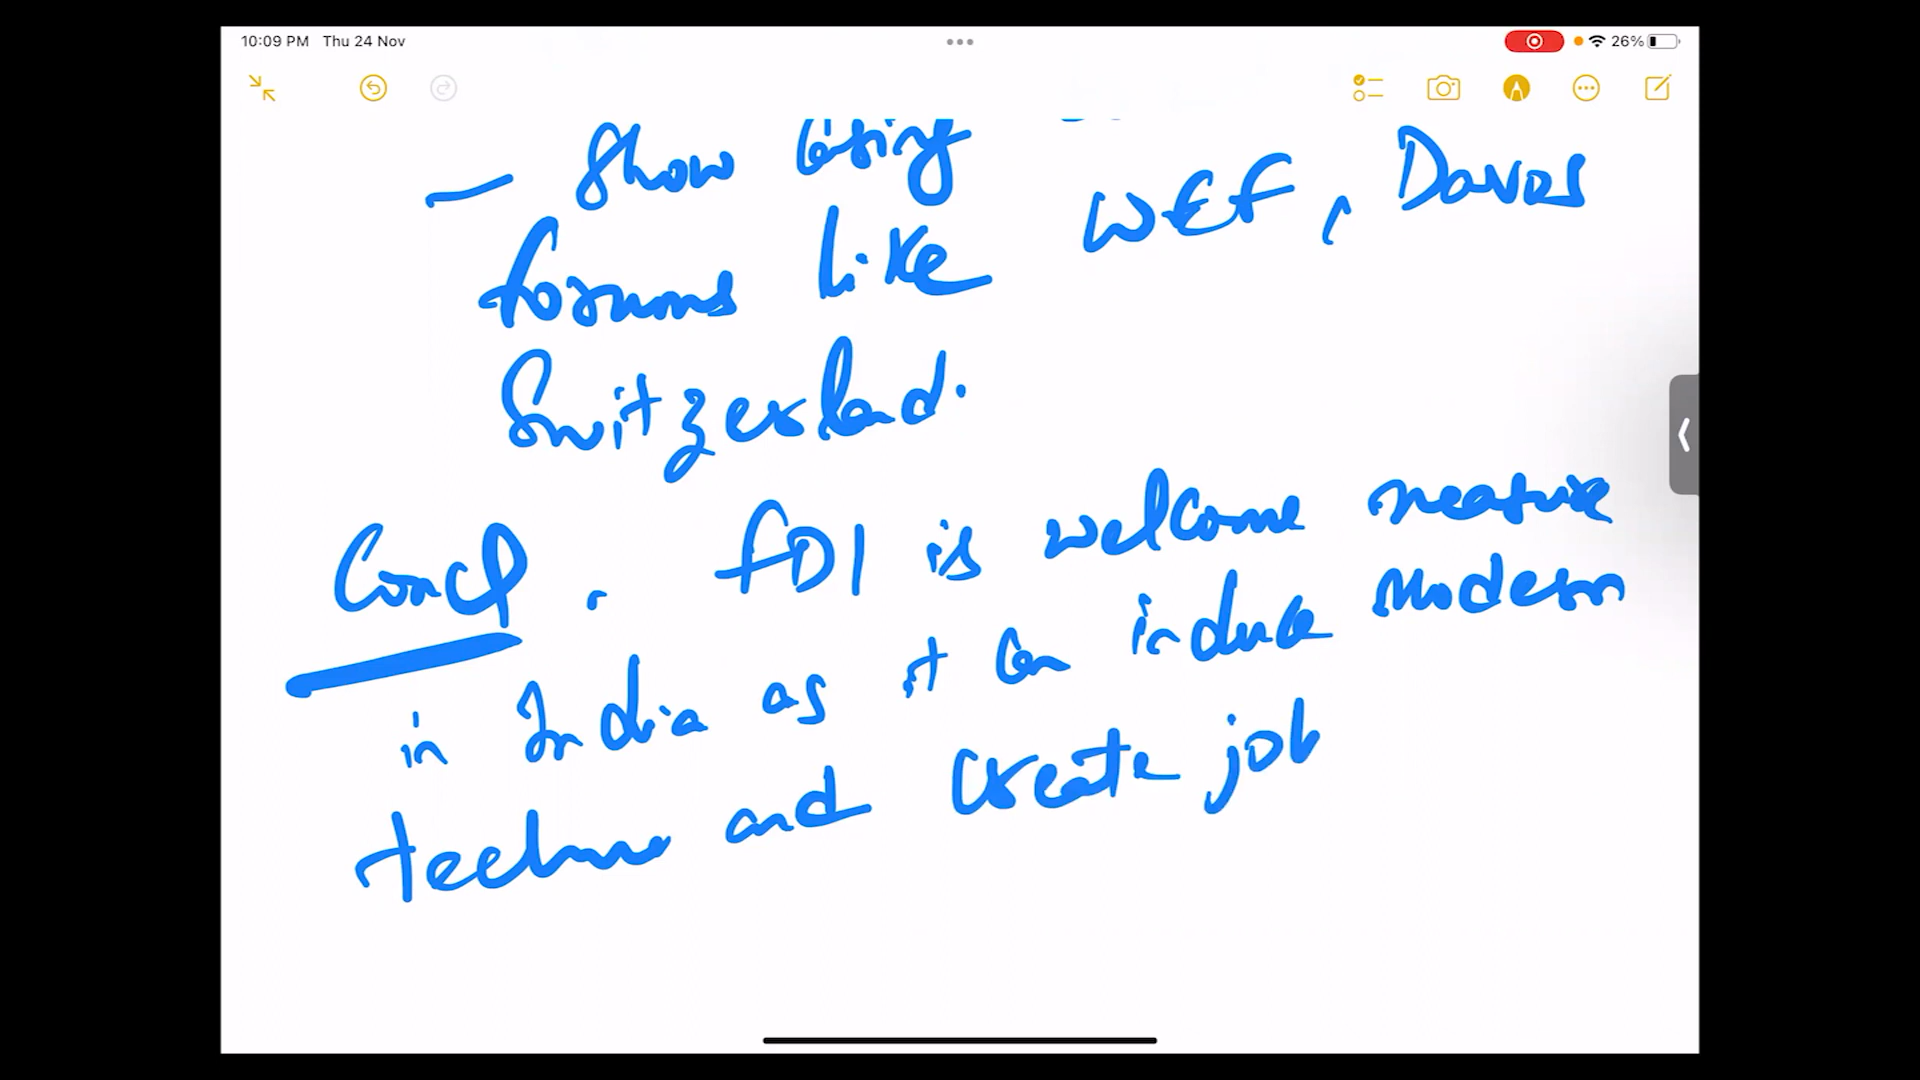 10:09 PM Thu 24 Nov 26%
— Show casing
forums like WEF, Davos
Switzerland.
Concl. FDI is welcome measure
in India as it can induce modern
techno and create job